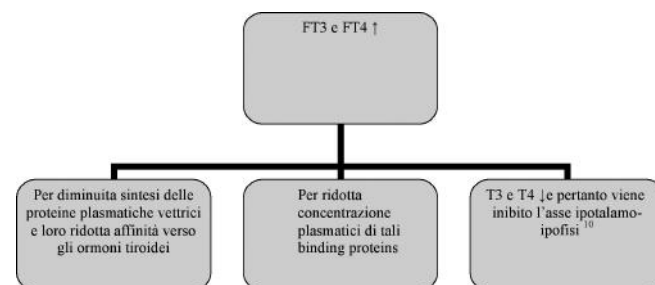 FT3 e FT4 ↑
Per diminuita sintesi delle
proteine plasmatiche vettrici
e loro ridotta affinità verso
gli ormoni tiroidei
Per ridotta
concentrazione
plasmatici di tali
binding proteins
T3 e T4 ↓e pertanto viene
inibito l'asse ipotalamo-
ipofisi 10